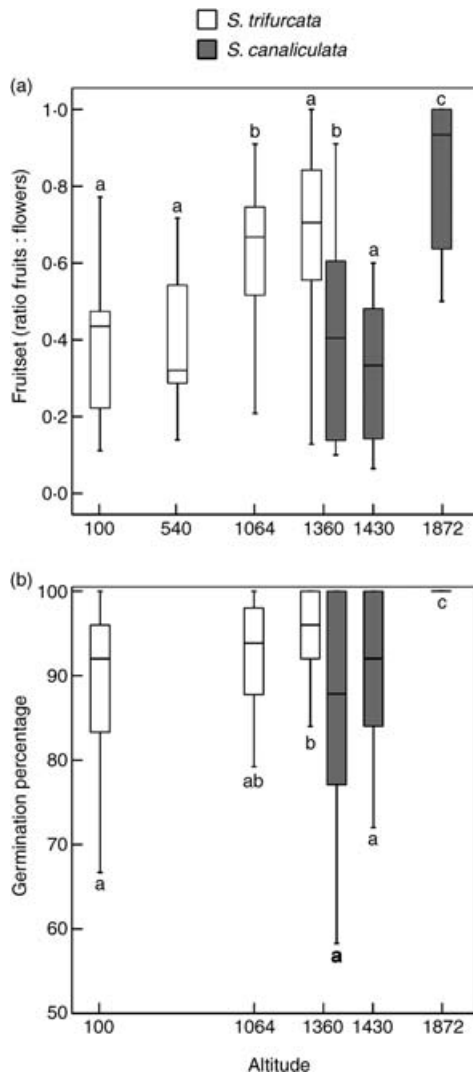 S. trifurcata
S. canaliculata
(a)
1·0
0·8
0·6
0·4
0·2
0·0
Fruitset (ratio fruits : flowers)
a
a
b
a
b
a
c
100 540 1064 1360 1430 1872
(b)
100
90
80
70
60
50
Germination percentage
a
ab
b
a
a
c
100 1064 1360 1430 1872
Altitude